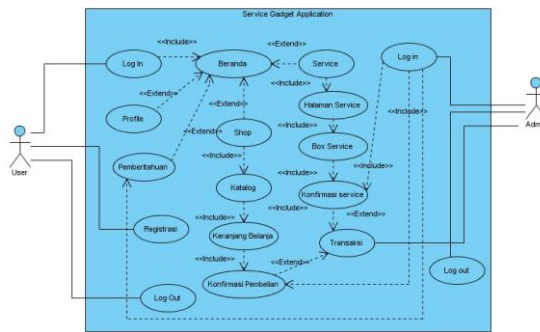 Service Gadget Application
Log In
<<Include>>
Beranda
<<Extend>>
Service
Log in
<<Extend>>
Profile
<<Extend>>
<<Include>>
Halaman Service
<<Include>>
<<Extend>>
Shop
<<Include>>
Box Service
User
Pemberitahuan
<<Include>>
<<Include>>
<<Include>>
Katalog
Konfirmasi service
<<Include>>
<<Extend>>
Registrasi
Keranjang Belanja
Transaksi
<<Include>>
<<Extend>>
Log Out
Konfirmasi Pembelian
Log out
Adm